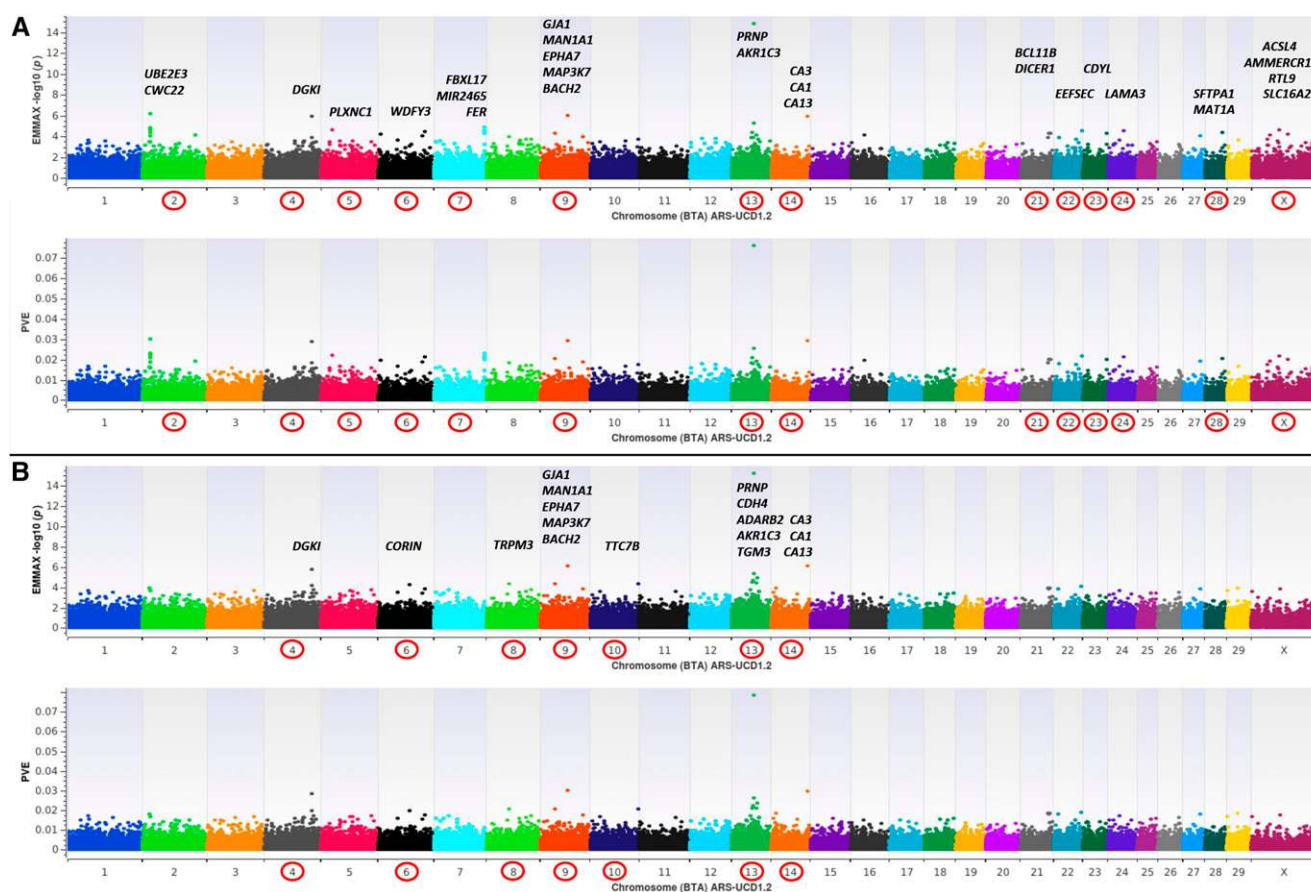 A
GJA1
MAN1A1
EPHA7
MAP3K7
BACH2
PRNP
AKR1C3
UBE2E3
CWC22
DGKI
PLXNC1
WDFY3
FBXL17
MIR2465
FER
CA3
CA1
CA13
BCL11B
DICER1
EEFSEC
CDYL
LAMA3
SFTPA1
MAT1A
ACSL4
AMMERCR1
RTL9
SLC16A2
EMMAX -log10 (p)
14
12
10
8
6
4
2
0
1 2 3 4 5 6 7 8 9 10 11 12 13 14 15 16 17 18 19 20 21 22 23 24 25 26 27 28 29 X
Chromosome (BTA) ARS-UCD1.2
PVE
0.07
0.06
0.05
0.04
0.03
0.02
0.01
0
1 2 3 4 5 6 7 8 9 10 11 12 13 14 15 16 17 18 19 20 21 22 23 24 25 26 27 28 29 X
Chromosome (BTA) ARS-UCD1.2
B
GJA1
MAN1A1
EPHA7
MAP3K7
BACH2
PRNP
CDH4
ADARB2
AKR1C3
TGM3
DGKI
CORIN
TRPM3
TTC7B
CA3
CA1
CA13
EMMAX -log10 (p)
14
12
10
8
6
4
2
0
1 2 3 4 5 6 7 8 9 10 11 12 13 14 15 16 17 18 19 20 21 22 23 24 25 26 27 28 29 X
Chromosome (BTA) ARS-UCD1.2
PVE
0.07
0.06
0.05
0.04
0.03
0.02
0.01
0
1 2 3 4 5 6 7 8 9 10 11 12 13 14 15 16 17 18 19 20 21 22 23 24 25 26 27 28 29 X
Chromosome (BTA) ARS-UCD1.2